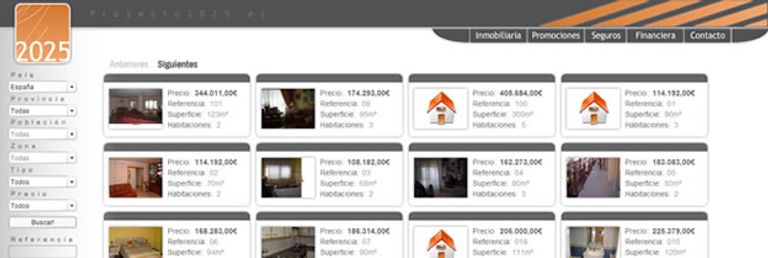 Proyecto2025.es
2025
Inmobiliaria Promociones Seguros Financiera Contacto
Anteriores Siguientes
País
España
Provincia
Todas
Población
Todas
Zona
Todas
Tipo
Todos
Precio
Todos
Buscar!
Referencia
Precio: 344.011,00€
Referencia: 101
Superficie: 123m²
Habitaciones: 2
Precio: 174.293,00€
Referencia: 08
Superficie: 95m²
Habitaciones: 3
Precio: 405.684,00€
Referencia: 100
Superficie: 300m²
Habitaciones: 5
Precio: 114.192,00€
Referencia: 01
Superficie: 90m²
Habitaciones: 3
Precio: 114.192,00€
Referencia: 02
Superficie: 70m²
Habitaciones: 2
Precio: 108.182,00€
Referencia: 03
Superficie: 68m²
Habitaciones: 2
Precio: 162.273,00€
Referencia: 04
Superficie: 90m²
Habitaciones: 3
Precio: 183.083,00€
Referencia: 05
Superficie: 80m²
Habitaciones: 2
Precio: 168.283,00€
Referencia: 06
Superficie: 94m²
Precio: 186.314,00€
Referencia: 07
Superficie: 90m²
Precio: 206.000,00€
Referencia: 019
Superficie: 111m²
Precio: 225.379,00€
Referencia: 010
Superficie: 120m²